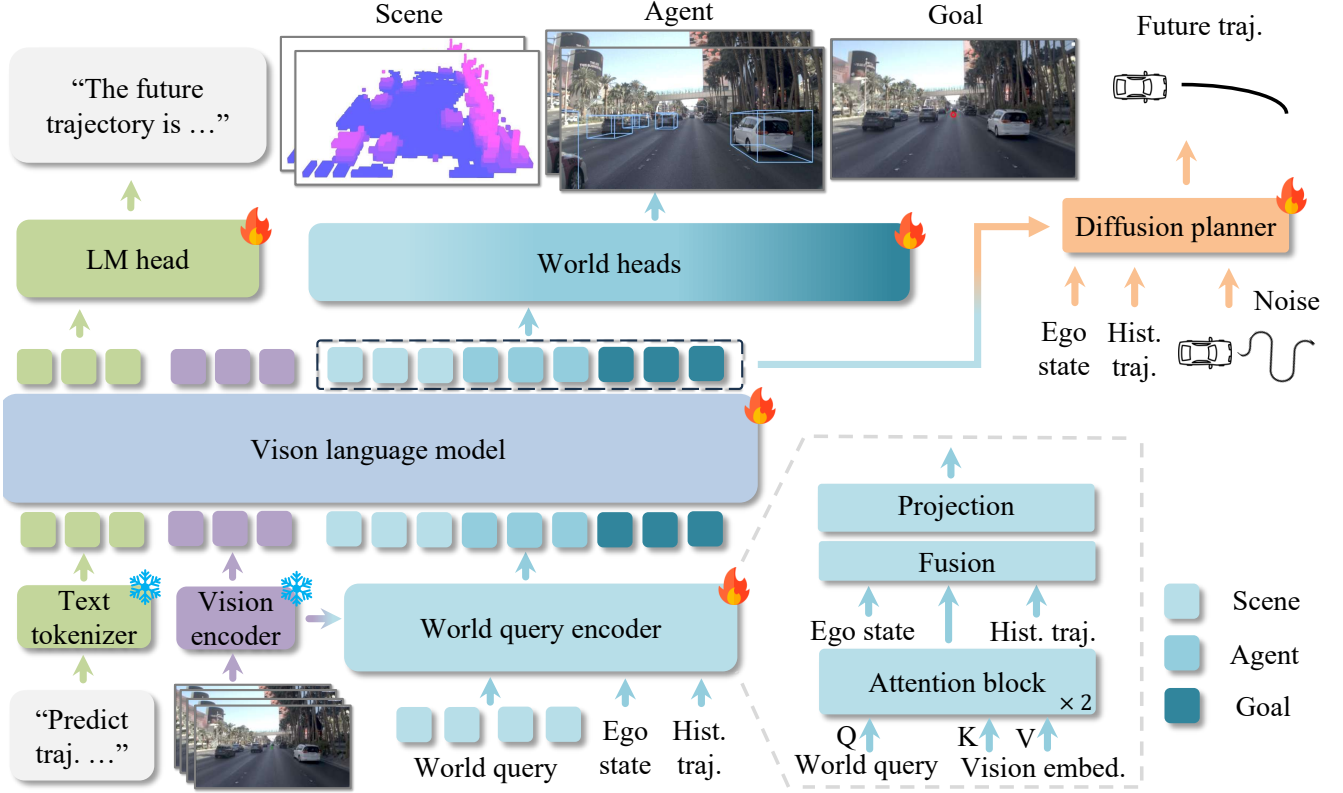 Scene
Agent
Goal
Future traj.
“The future
trajectory is …”
LM head
World heads
Diffusion planner
Ego
state
Hist.
traj.
Noise
Vison language model
Text
tokenizer
Vision
encoder
World query encoder
“Predict
traj. …”
World query
Ego
state
Hist.
traj.
Projection
Fusion
Ego state
Hist. traj.
Attention block
× 2
Q
K
V
World query
Vision embed.
Scene
Agent
Goal